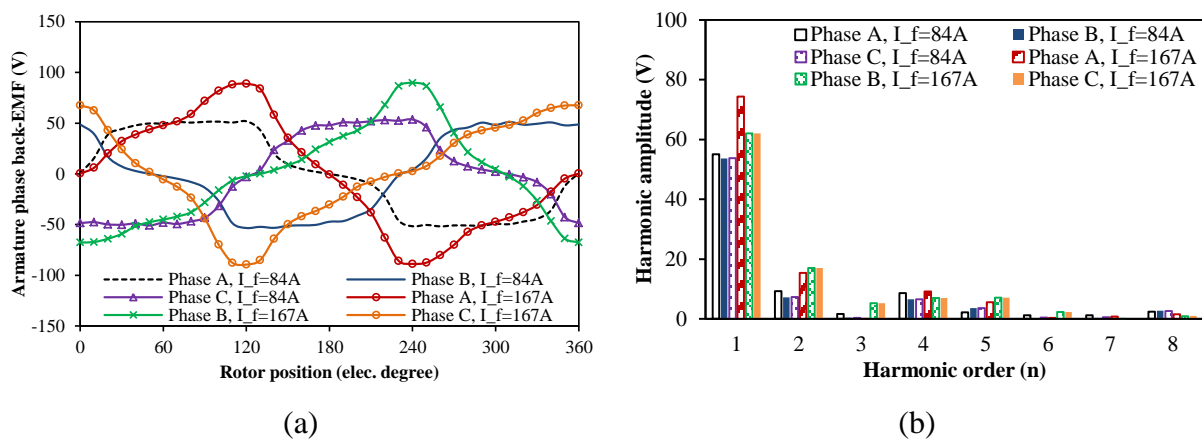 150
100
50
0
-50
-100
-150
Armature phase back-EMF (V)
Phase A, I_f=84A
Phase B, I_f=84A
Phase C, I_f=84A
Phase A, I_f=167A
Phase B, I_f=167A
Phase C, I_f=167A
0 60 120 180 240 300 360
Rotor position (elec. degree)
(a)
100
80
60
40
20
0
Harmonic amplitude (V)
Phase A, I_f=84A
Phase B, I_f=84A
Phase C, I_f=84A
Phase A, I_f=167A
Phase B, I_f=167A
Phase C, I_f=167A
1 2 3 4 5 6 7 8
Harmonic order (n)
(b)